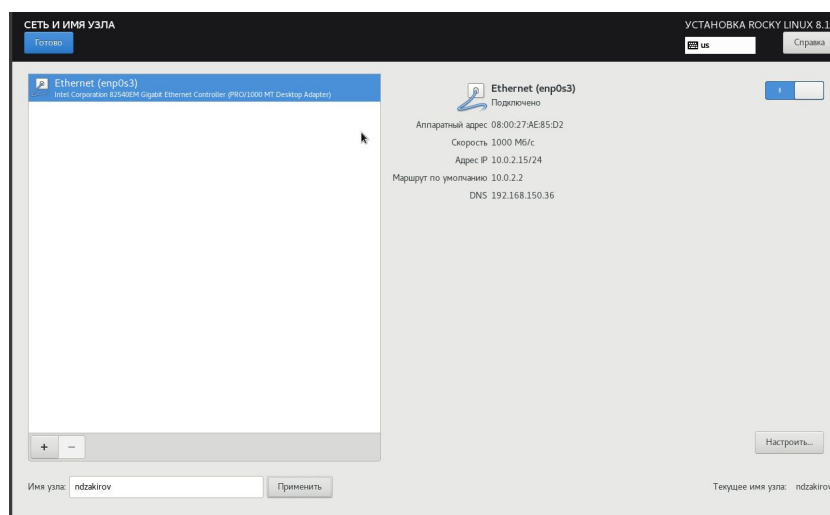 СЕТЬ И ИМЯ УЗЛА
УСТАНОВКА ROCKY LINUX 8.1
Готово
us
Справка
Ethernet (enp0s3)
Intel Corporation 82540EM Gigabit Ethernet Controller (PRO/1000 MT Desktop Adapter)
Ethernet (enp0s3)
Подключено
Аппаратный адрес 08:00:27:AE:85:D2
Скорость 1000 Мб/с
Адрес IP 10.0.2.15/24
Маршрут по умолчанию 10.0.2.2
DNS 192.168.150.36
+ −
Настроить...
Имя узла: ndzakirov
Применить
Текущее имя узла: ndzakirov